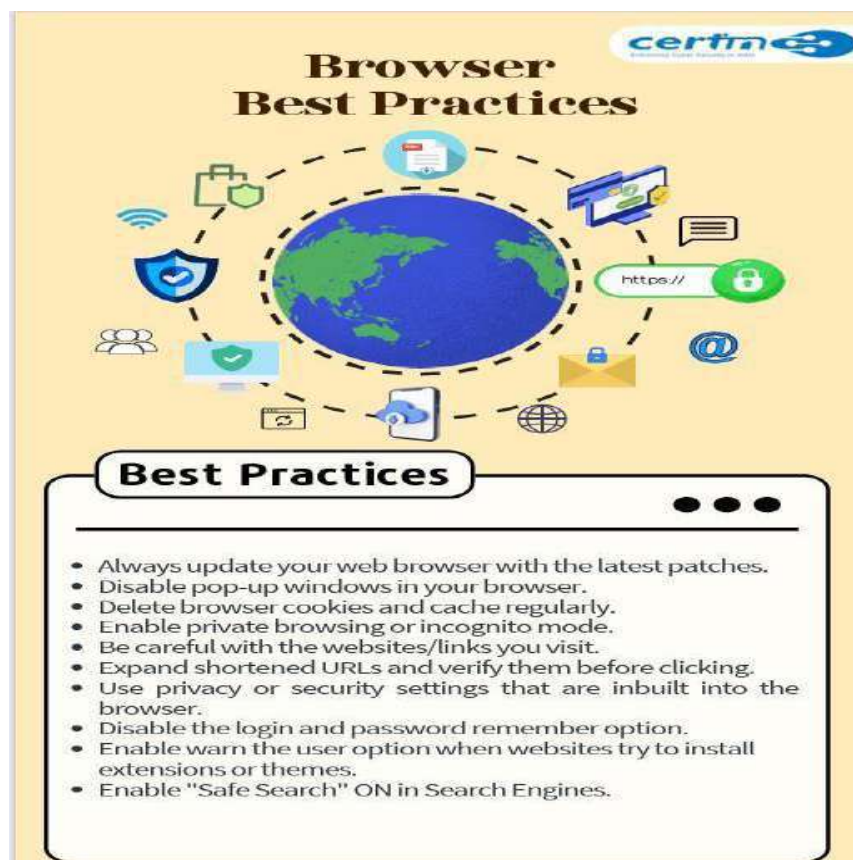 certin
Browser
Best Practices
https://
@
Best Practices
• Always update your web browser with the latest patches.
• Disable pop-up windows in your browser.
• Delete browser cookies and cache regularly.
• Enable private browsing or incognito mode.
• Be careful with the websites/links you visit.
• Expand shortened URLs and verify them before clicking.
• Use privacy or security settings that are inbuilt into the
browser.
• Disable the login and password remember option.
• Enable warn the user option when websites try to install
extensions or themes.
• Enable "Safe Search" ON in Search Engines.